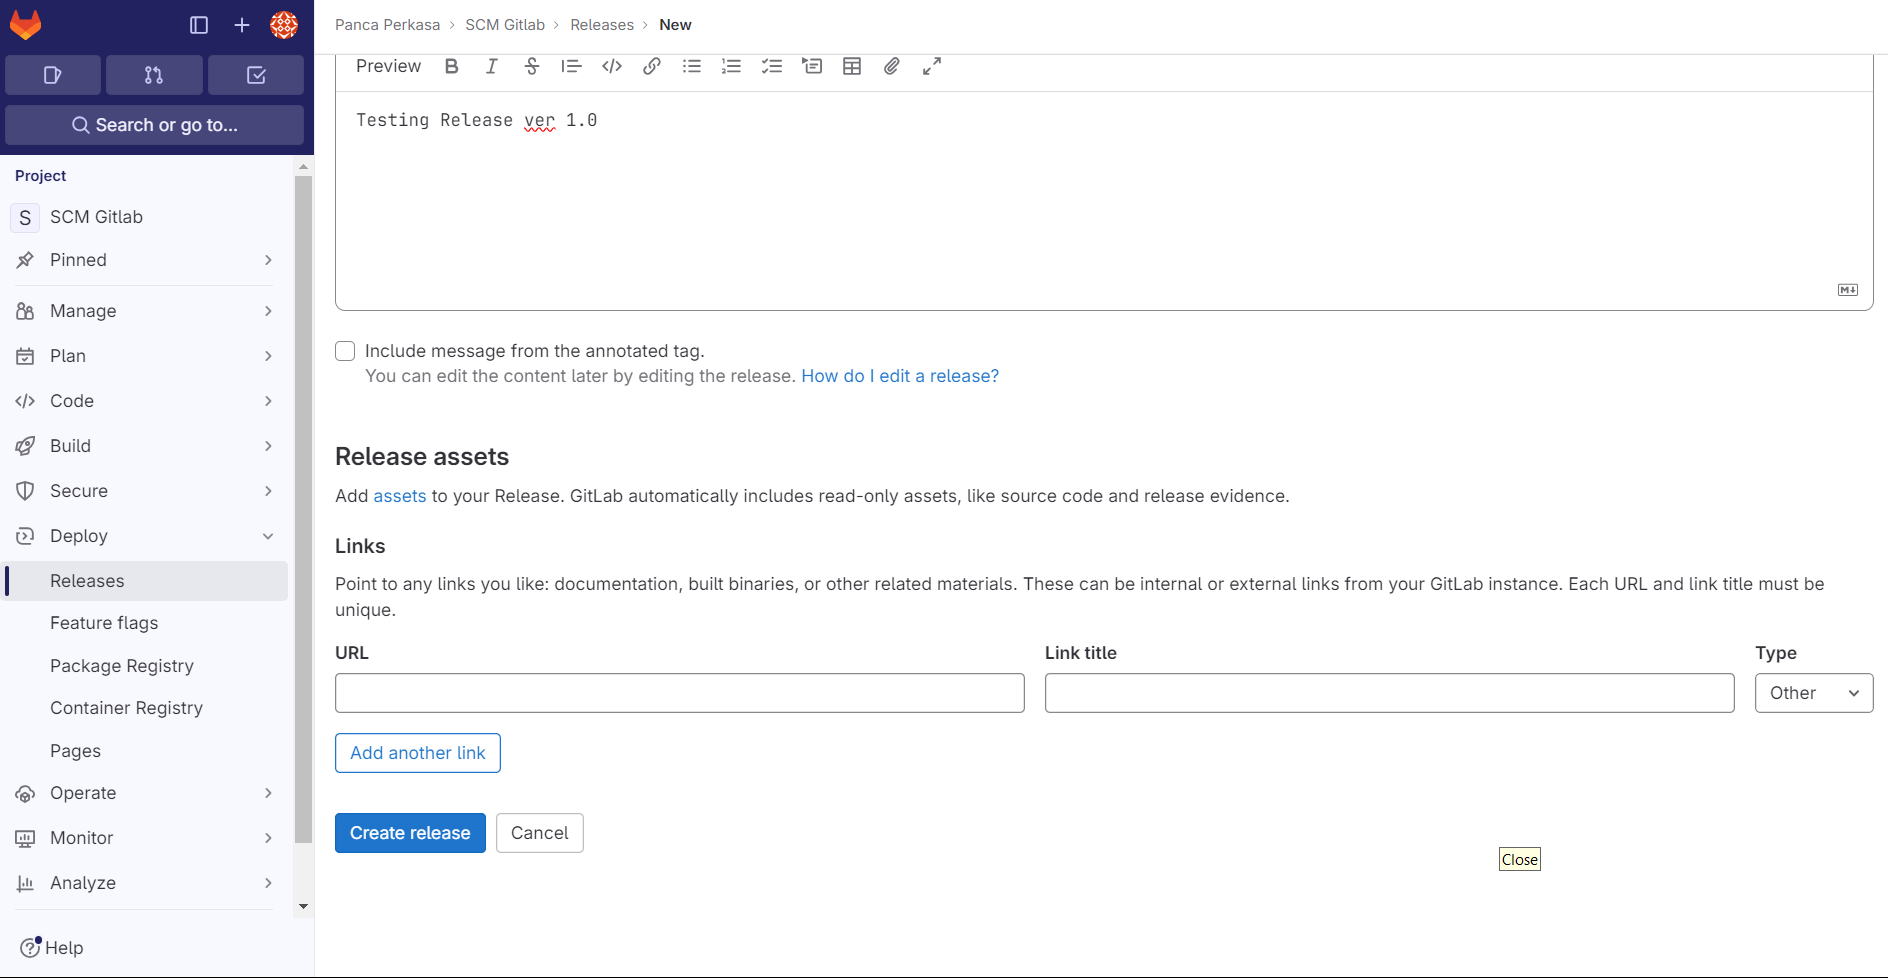 Panca Perkasa > SCM Gitlab > Releases > New
Search or go to...
Project
S SCM Gitlab
Pinned
Manage
Plan
Code
Build
Secure
Deploy
Releases
Feature flags
Package Registry
Container Registry
Pages
Operate
Monitor
Analyze
Help
Preview
Testing Release ver 1.0
Include message from the annotated tag.
You can edit the content later by editing the release. How do I edit a release?
Release assets
Add assets to your Release. GitLab automatically includes read-only assets, like source code and release evidence.
Links
Point to any links you like: documentation, built binaries, or other related materials. These can be internal or external links from your GitLab instance. Each URL and link title must be
unique.
URL Link title Type
Other
Add another link
Create release Cancel
Close